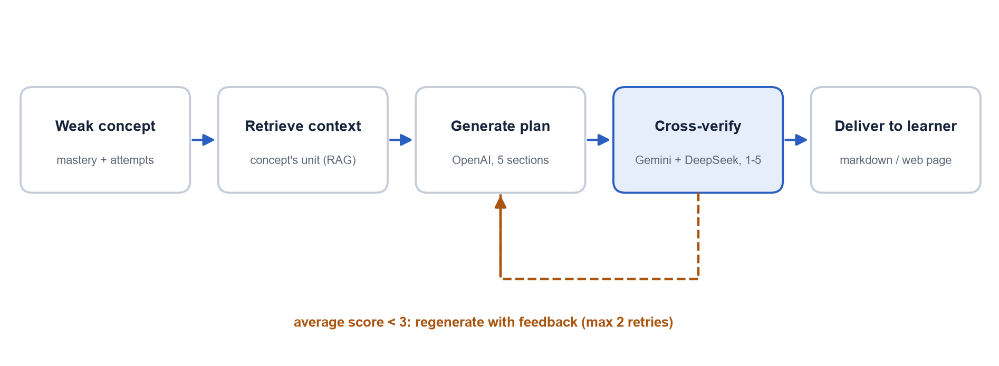 Weak concept
mastery + attempts
Retrieve context
concept's unit (RAG)
Generate plan
OpenAI, 5 sections
Cross-verify
Gemini + DeepSeek, 1-5
Deliver to learner
markdown / web page
average score < 3: regenerate with feedback (max 2 retries)